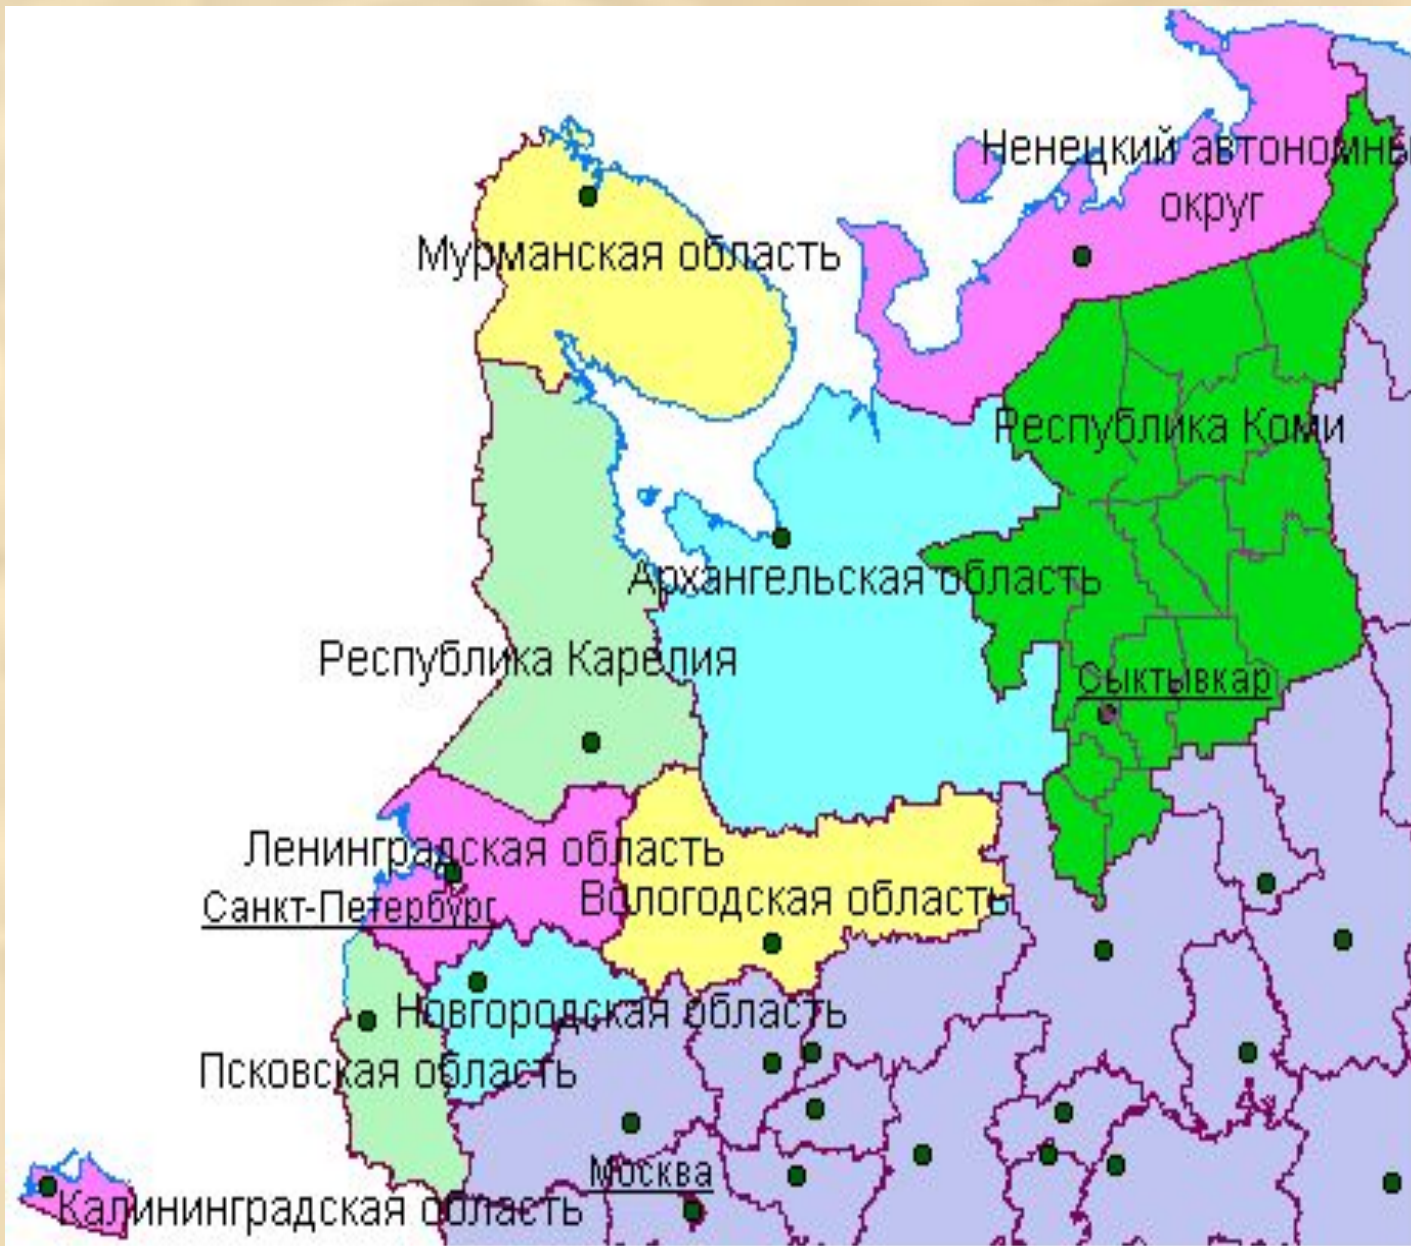 Ненецкий автономны
округ
Мурманская область
Республика Коми
Архангельская область
Республика Карелия
Сыктывкар
Ленинградская область
Вологодская область
Санкт-Петербург
Новгородская область
Псковская область
Москва
Калининградская область